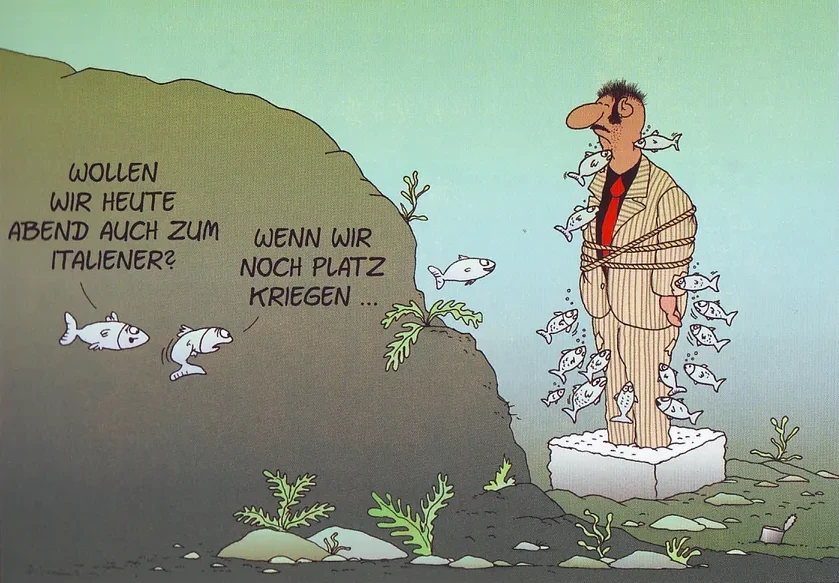 WOLLEN
WIR HEUTE
ABEND AUCH ZUM
ITALIENER?
WENN WIR
NOCH PLATZ
KRIEGEN ...